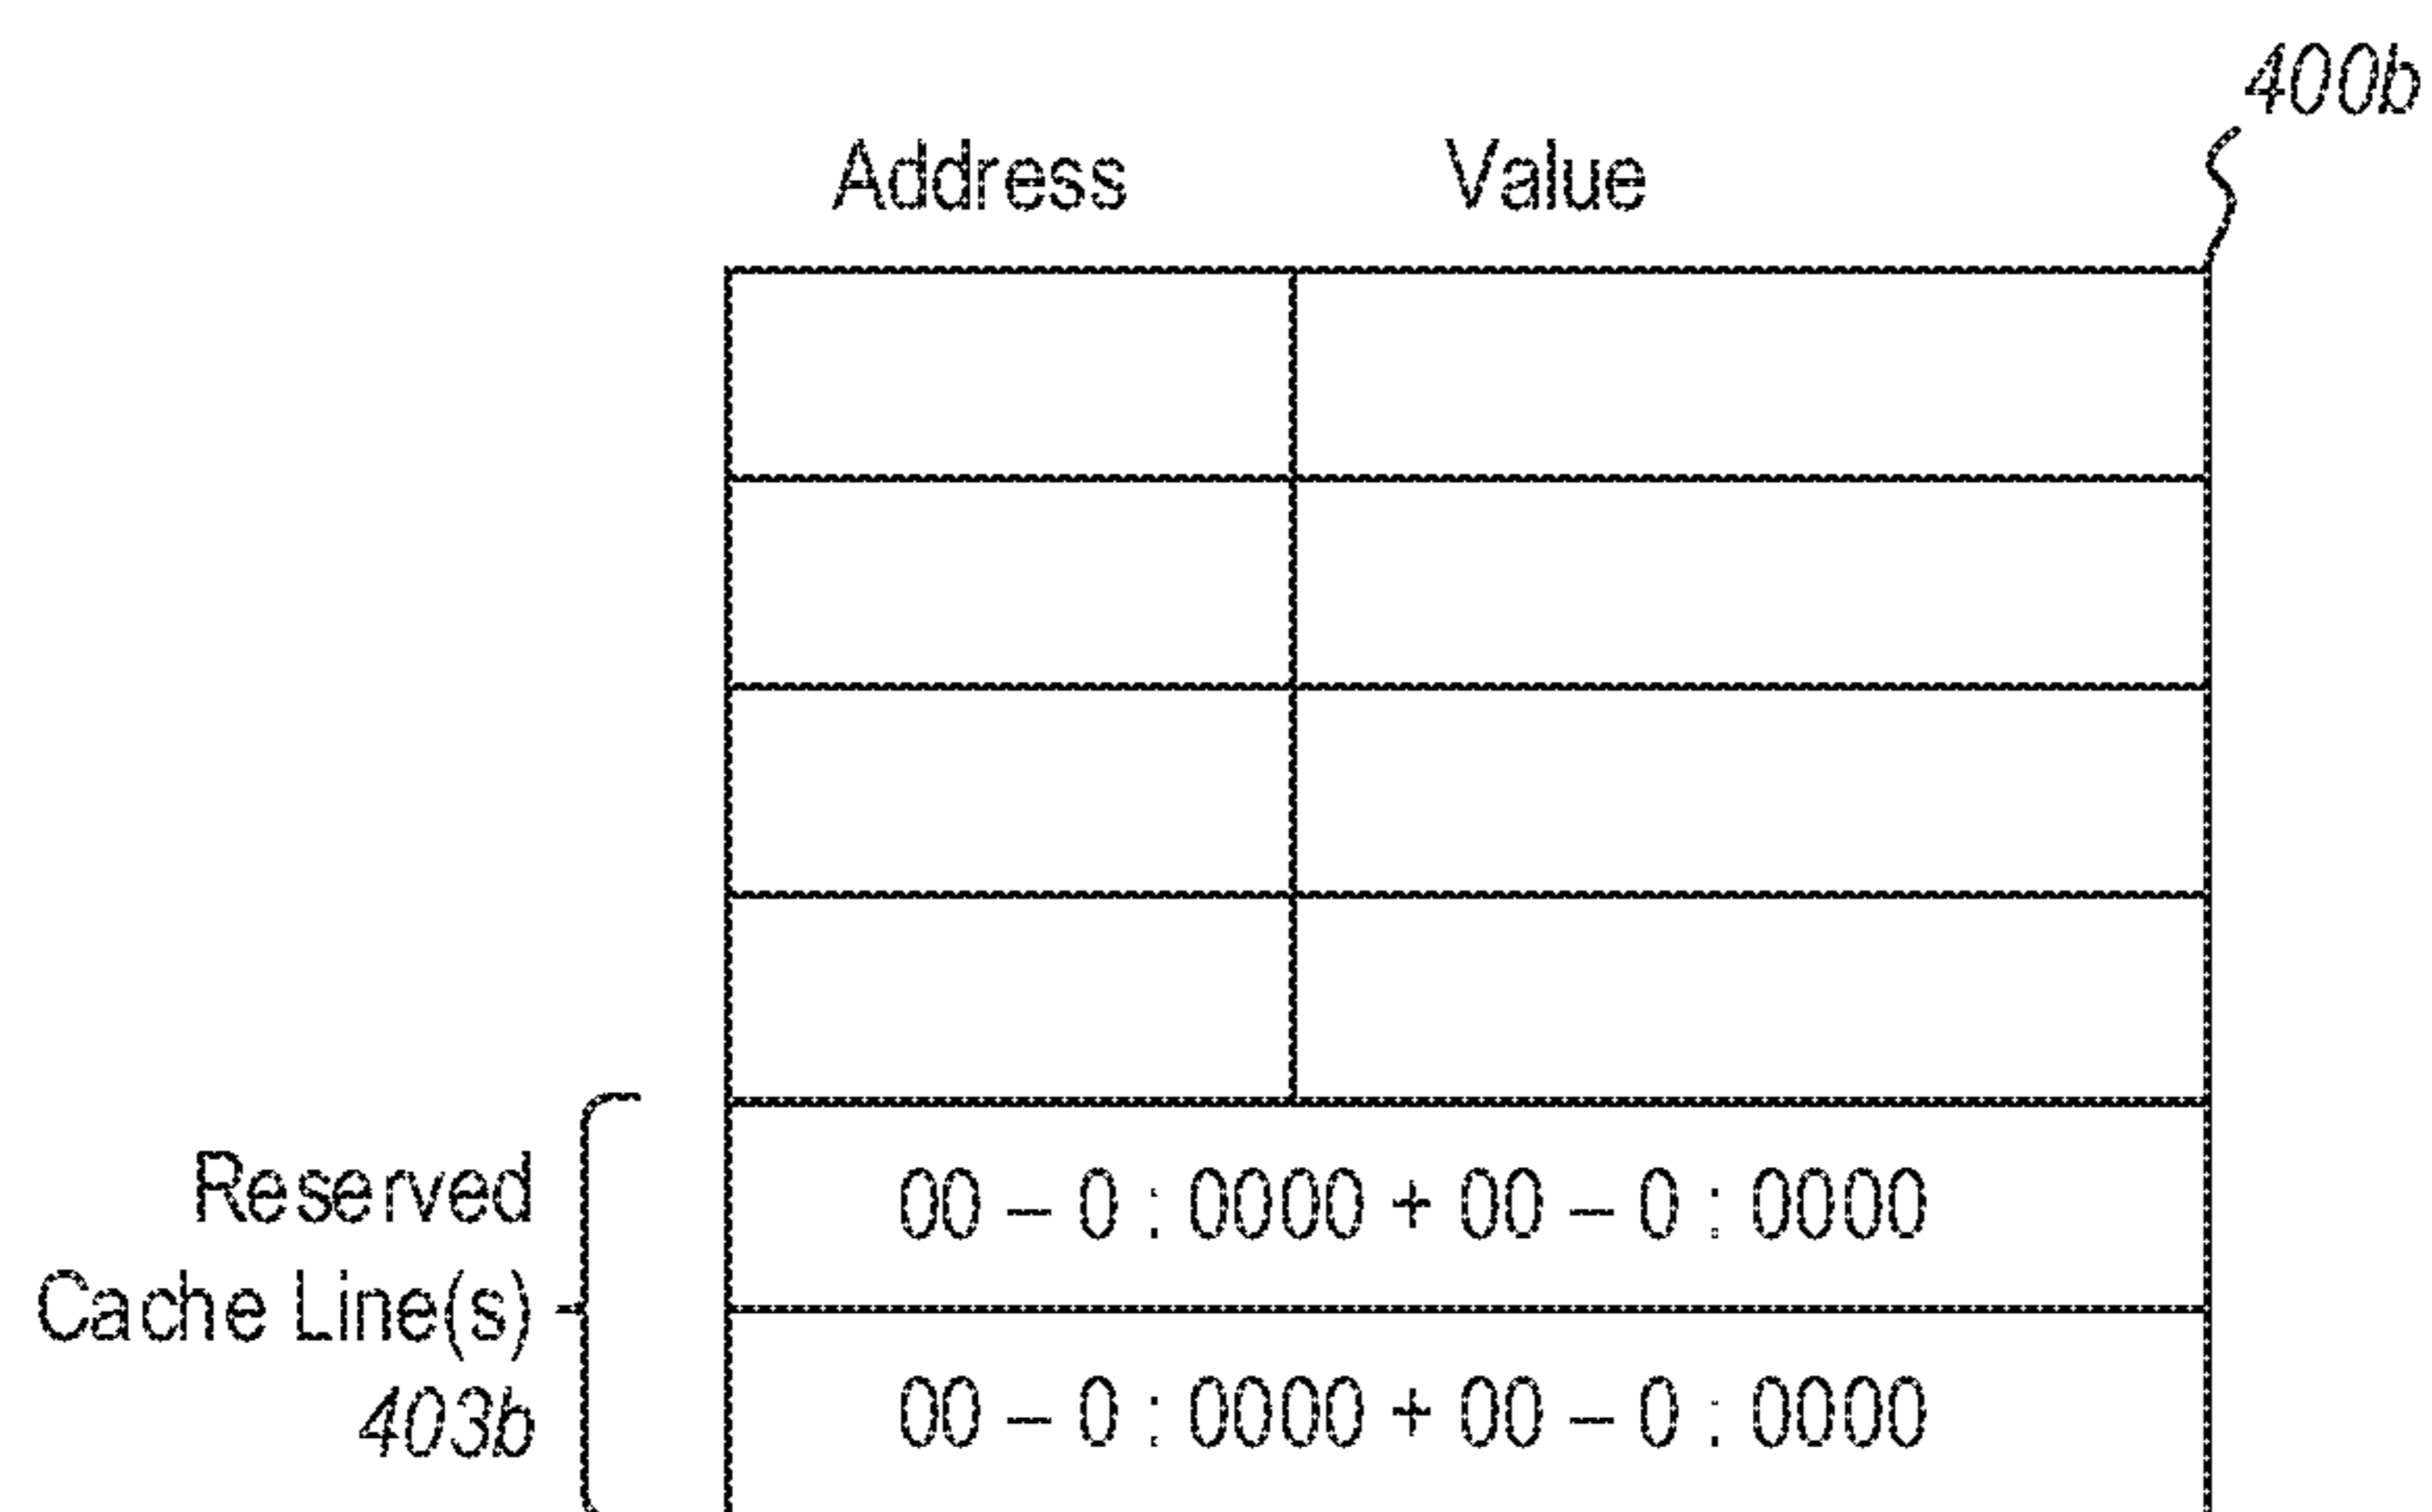 400b
Address Value
00 – 0 : 0000 + 00 – 0 : 0000
00 – 0 : 0000 + 00 – 0 : 0000
Reserved
Cache Line(s)
403b